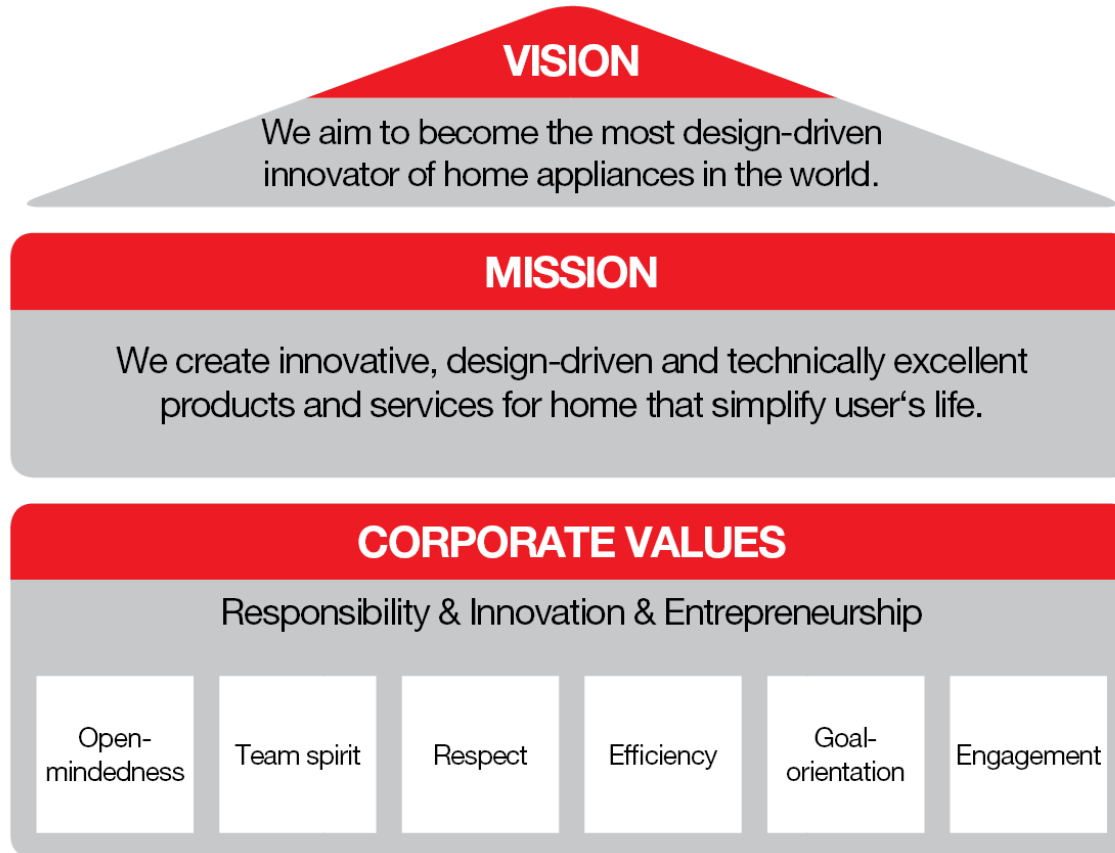 VISION
We aim to become the most design-driven
innovator of home appliances in the world.
MISSION
We create innovative, design-driven and technically excellent
products and services for home that simplify user‘s life.
CORPORATE VALUES
Responsibility & Innovation & Entrepreneurship
Open-
mindedness
Team spirit
Respect
Efficiency
Goal-
orientation
Engagement